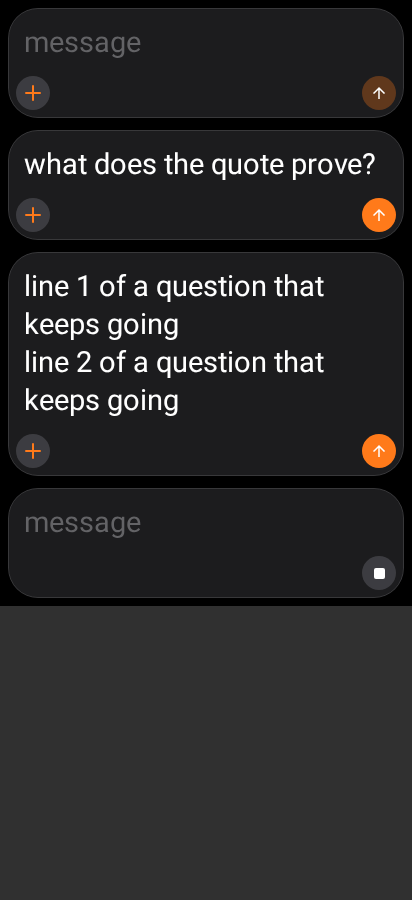 message
what does the quote prove?
line 1 of a question that
keeps going
line 2 of a question that
keeps going
message